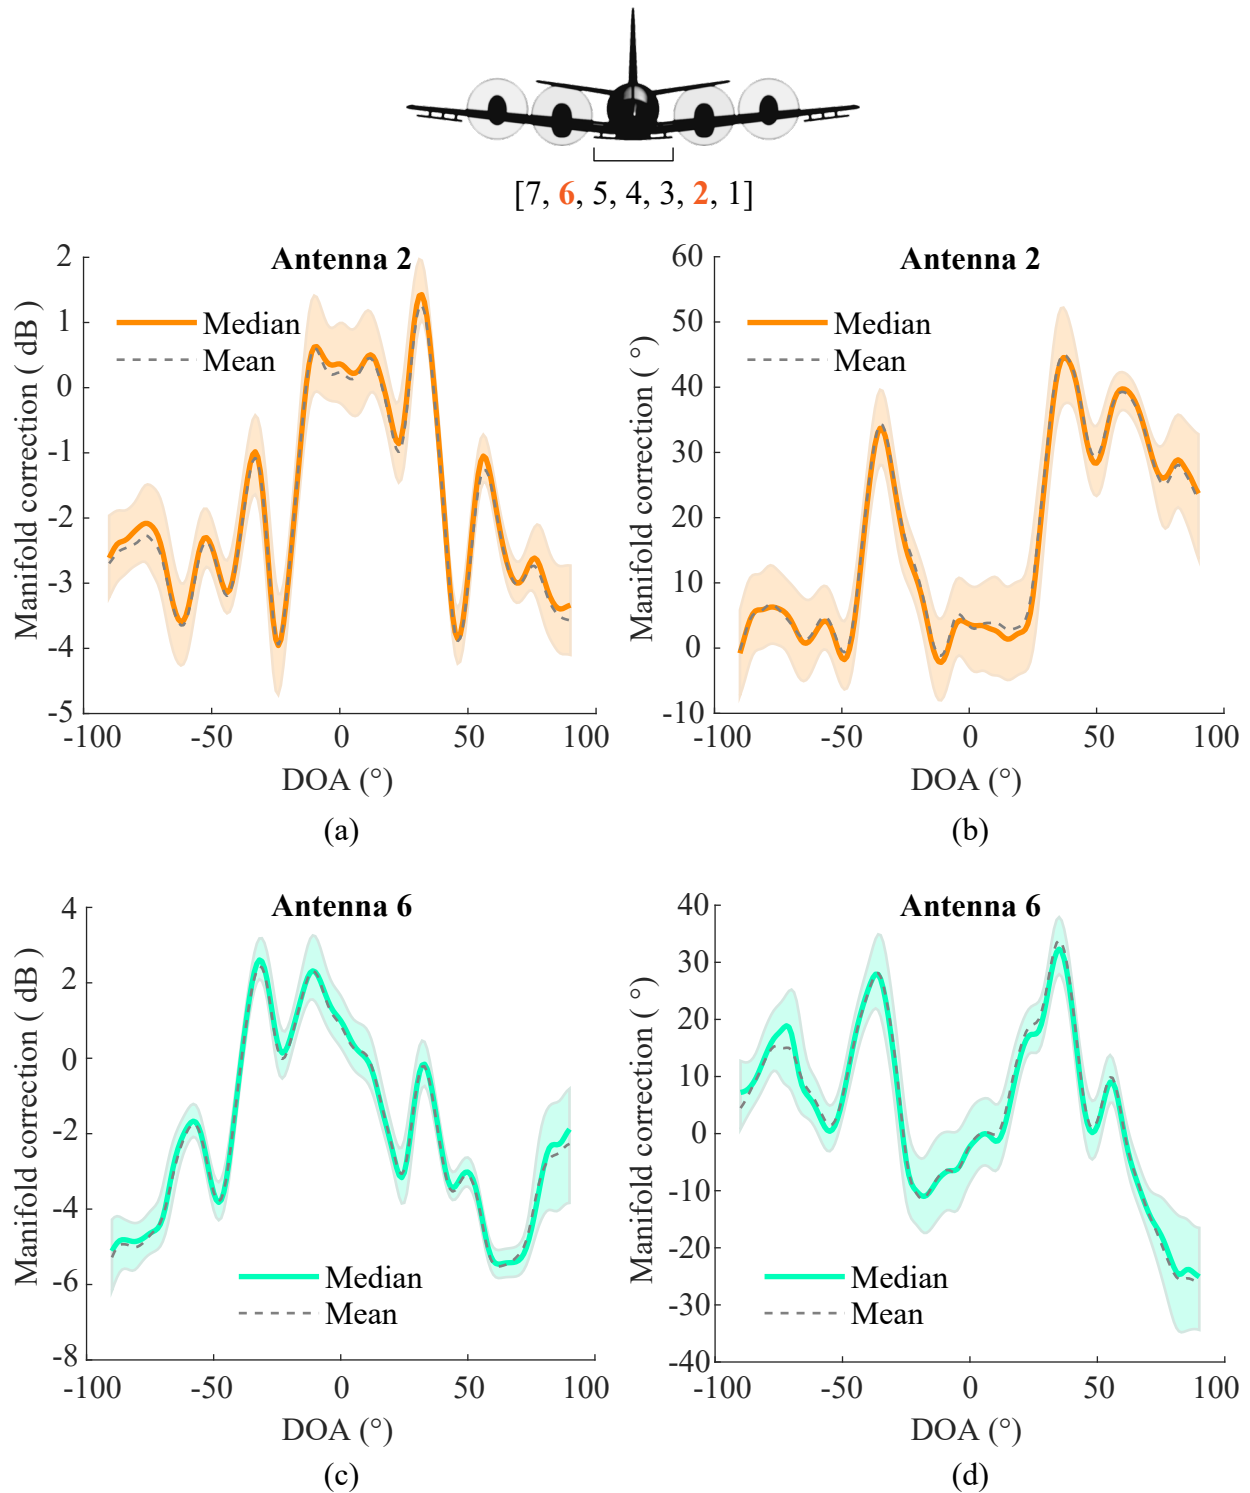 [7, 6, 5, 4, 3, 2, 1]
Antenna 2
Manifold correction ( dB )
2
1
0
-1
-2
-3
-4
-5
Median
Mean
-100 -50 0 50 100
DOA (°)
(a)
Antenna 2
Manifold correction ( °)
60
50
40
30
20
10
0
-10
Median
Mean
-100 -50 0 50 100
DOA (°)
(b)
Antenna 6
Manifold correction ( dB )
4
2
0
-2
-4
-6
-8
Median
Mean
-100 -50 0 50 100
DOA (°)
(c)
Antenna 6
Manifold correction ( °)
40
30
20
10
0
-10
-20
-30
-40
Median
Mean
-100 -50 0 50 100
DOA (°)
(d)